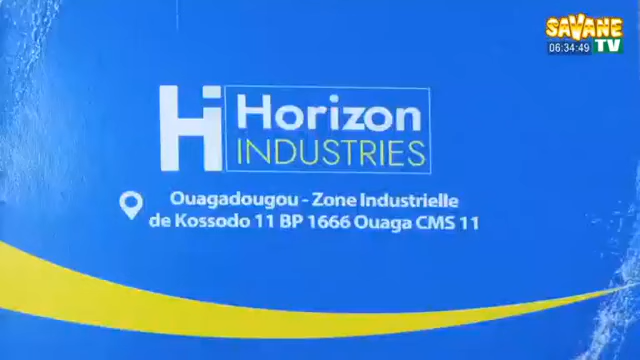 SAVANE
06:34:49 TV
Hi Horizon
INDUSTRIES
Ouagadougou - Zone Industrielle
de Kossodo 11 BP 1666 Ouaga CMS 11